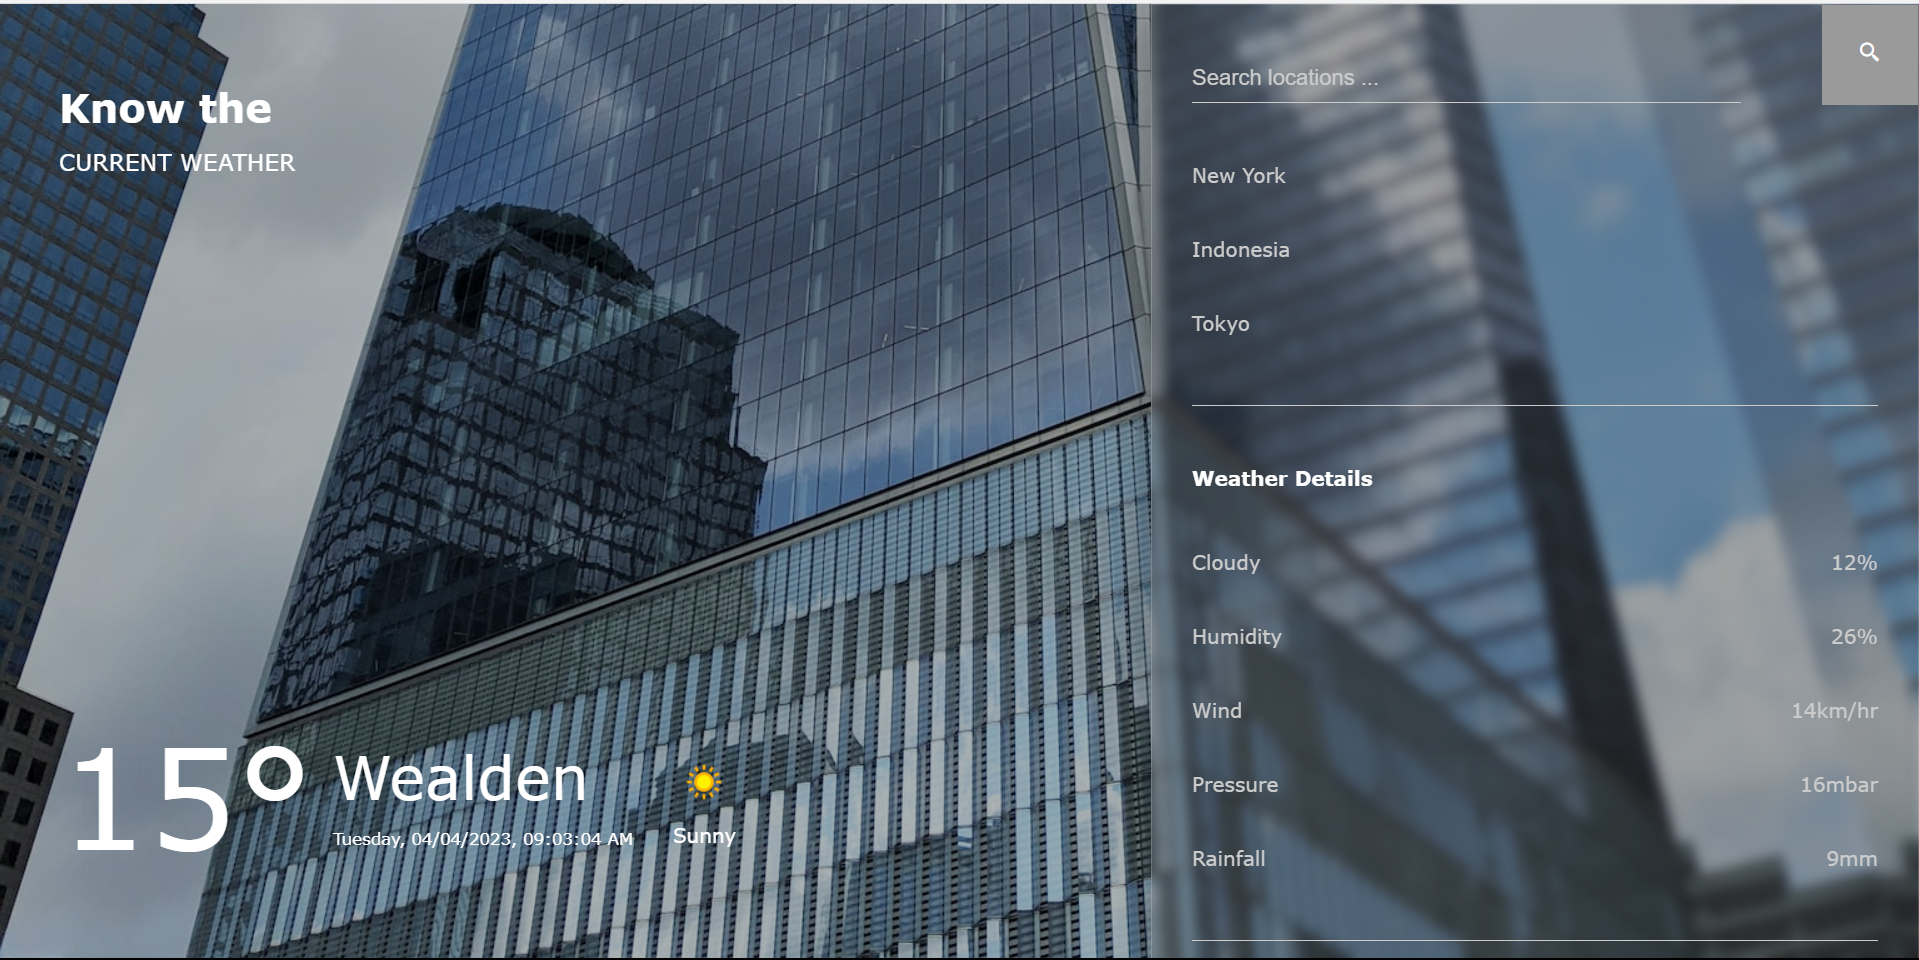 Know the
CURRENT WEATHER
15°
Wealden
Tuesday, 04/04/2023, 09:03:04 AM
Sunny
Search locations ...
New York
Indonesia
Tokyo
Weather Details
Cloudy 12%
Humidity 26%
Wind 14km/hr
Pressure 16mbar
Rainfall 9mm